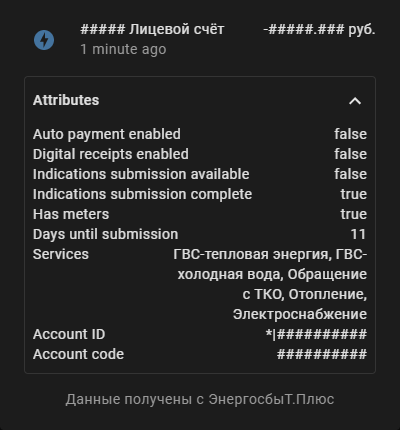 ##### Лицевой счёт -#####.### руб.
1 minute ago
Attributes
Auto payment enabled false
Digital receipts enabled false
Indications submission available false
Indications submission complete true
Has meters true
Days until submission 11
Services ГВС-тепловая энергия, ГВС-
холодная вода, Обращение
с ТКО, Отопление,
Электроснабжение
Account ID *|##########
Account code ##########
Данные получены с ЭнергосбыТ.Плюс